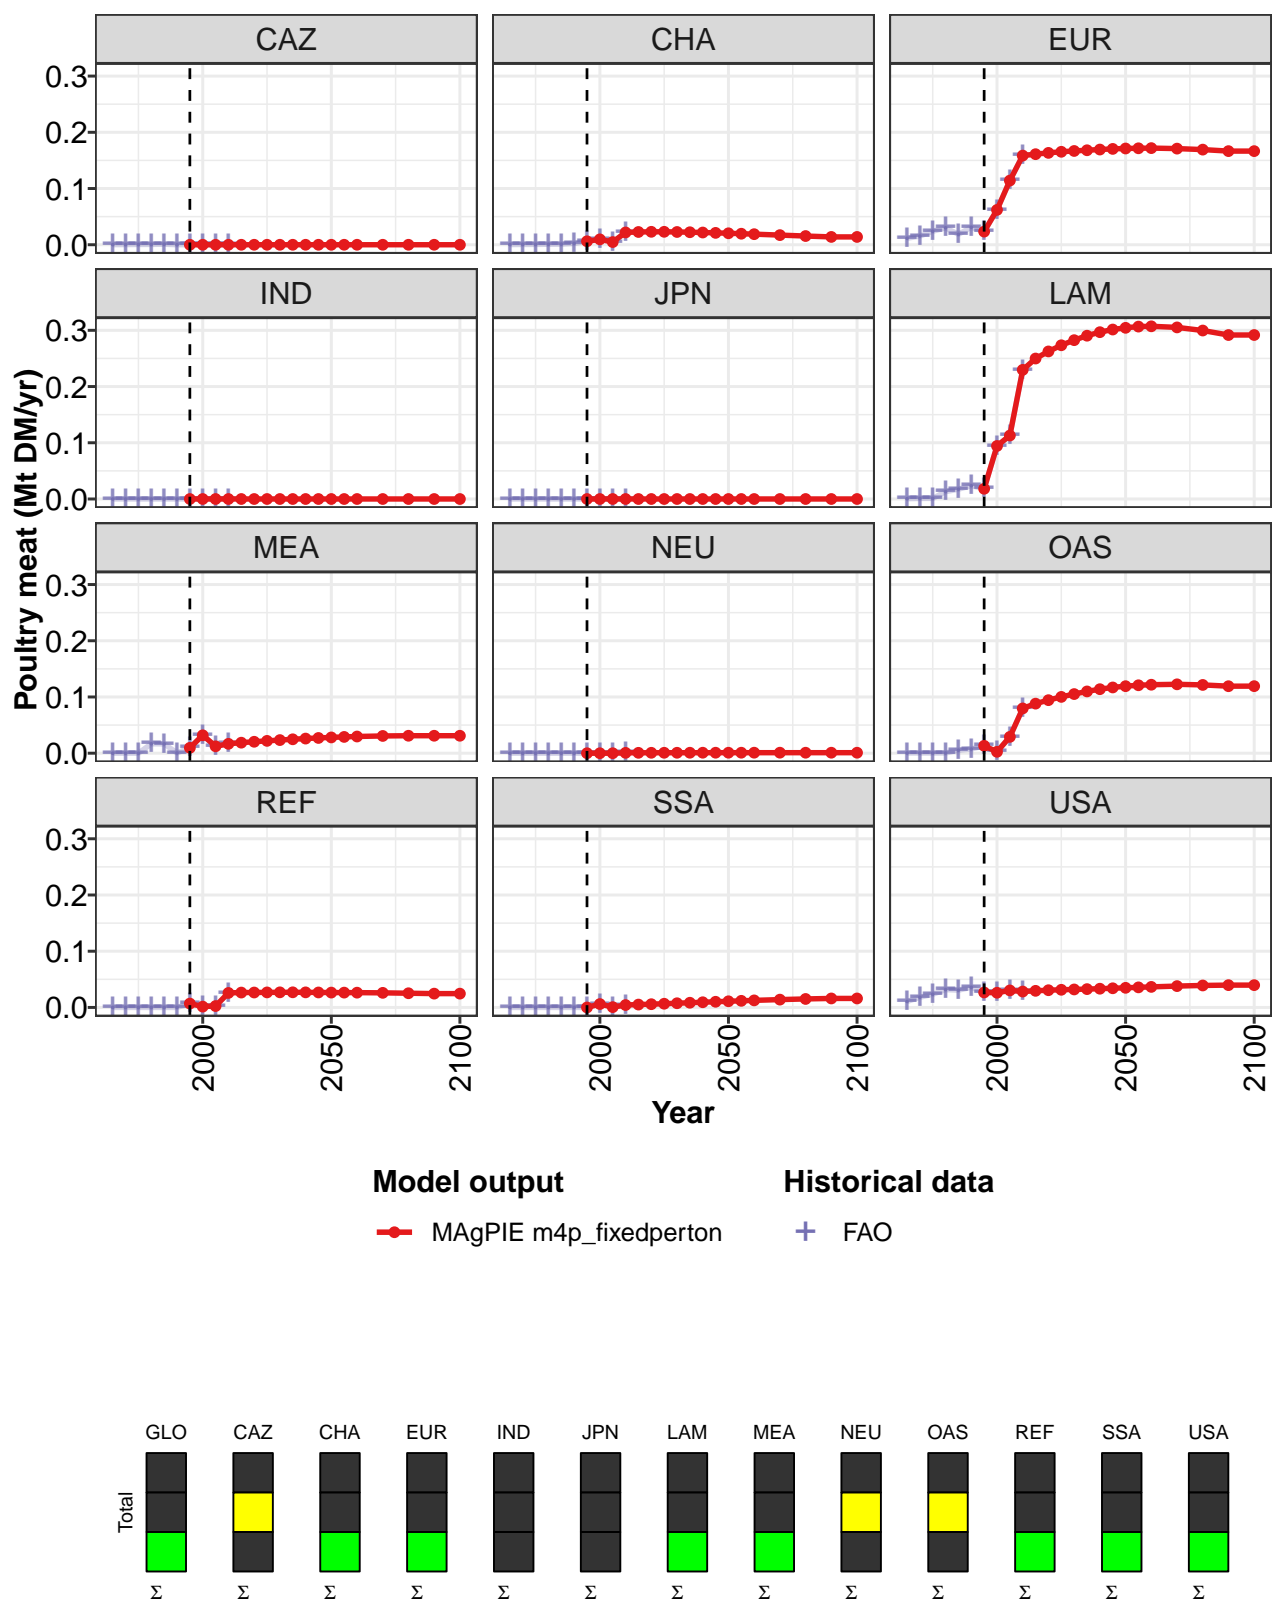 CAZ CHA EUR
0.3
0.2
0.1
0.0
IND JPN LAM
0.3
0.2
0.1
0.0
MEA NEU OAS
0.3
0.2
0.1
0.0
REF SSA USA
0.3
0.2
0.1
0.0
Poultry meat (Mt DM/yr)
2000 2050 2100 2000 2050 2100 2000 2050 2100
Year
Model output Historical data
MAgPIE m4p_fixedperton FAO
GLO CAZ CHA EUR IND JPN LAM MEA NEU OAS REF SSA USA
Total
Σ Σ Σ Σ Σ Σ Σ Σ Σ Σ Σ Σ Σ